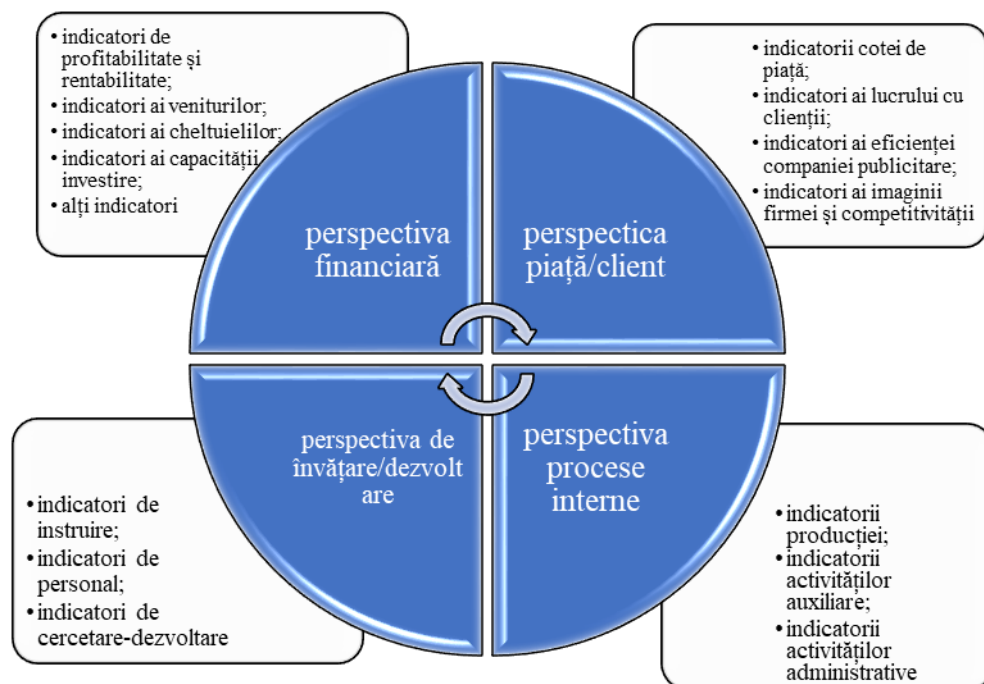 • indicatori de
profitabilitate și
rentabilitate;
• indicatori ai veniturilor;
• indicatori ai cheltuielilor;
• indicatori ai capacității
investire;
• alți indicatori
• indicatorii cotei de
piață;
• indicatori ai lucrului cu
clienții;
• indicatori ai eficienței
companiei publicitare;
• indicatori ai imaginii
firmei și competitivității
perspectiva
financiară
perspectica
piață/client
perspectiva de
învățare/dezvolt
are
perspectiva
procese
interne
• indicatori de
instruire;
• indicatori de
personal;
• indicatori de
cercetare-dezvoltare
• indicatorii
producției;
• indicatorii
activităților
auxiliare;
• indicatorii
activităților
administrative